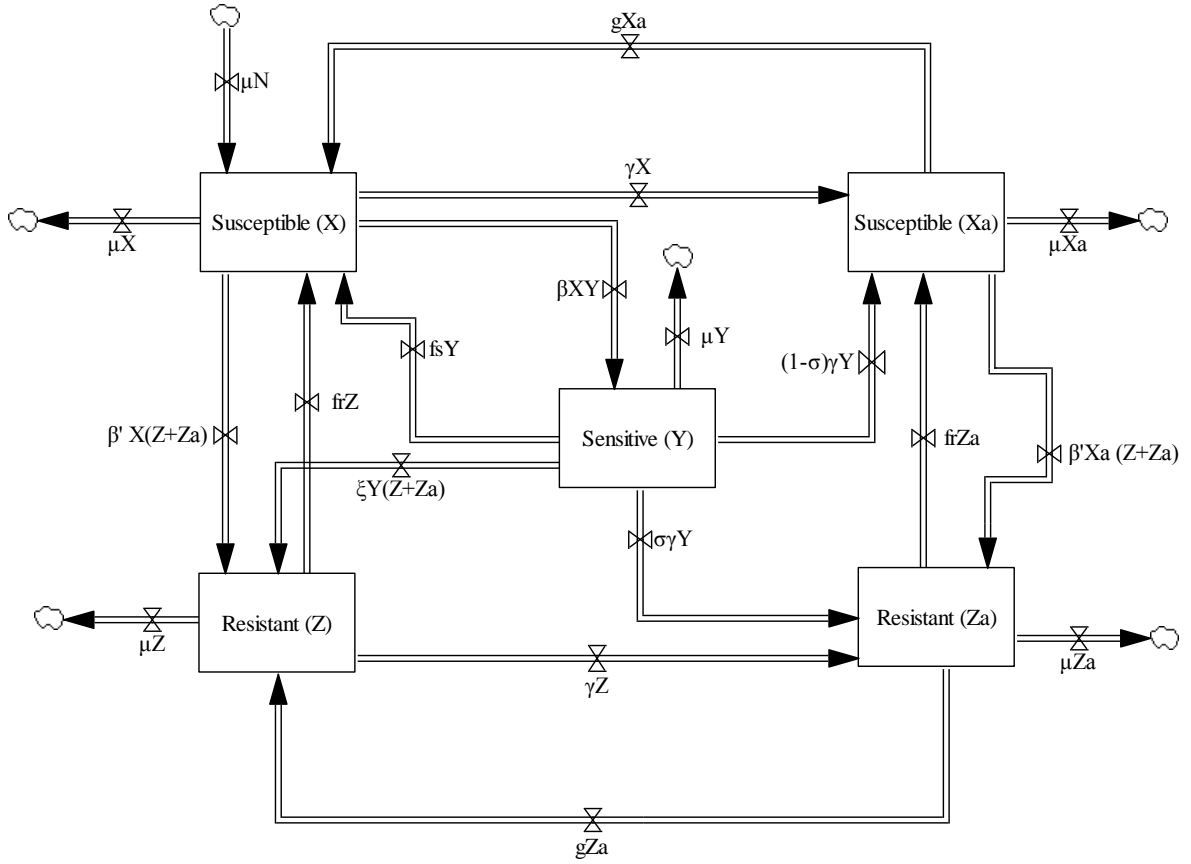 gXa
μN
γX
Susceptible (X)
Susceptible (Xa)
μX
μXa
βXY
μY
fsY
(1-σ)γY
frZ
β' X(Z+Za)
Sensitive (Y)
frZa
β'Xa (Z+Za)
ξY(Z+Za)
σγY
Resistant (Z)
Resistant (Za)
μZ
μZa
γZ
gZa